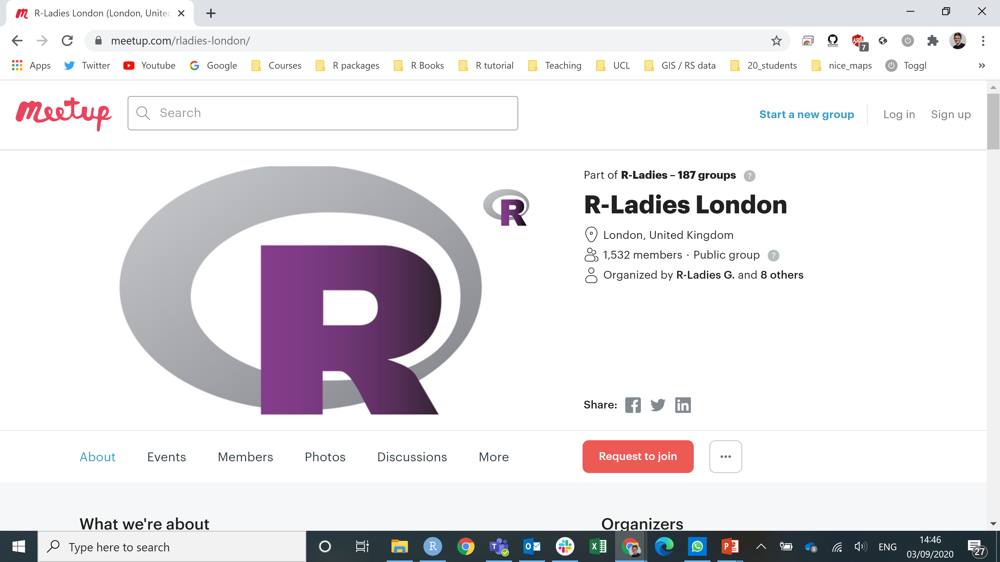 R-Ladies London (London, Unite
meetup.com/rladies-london/
7
Apps Twitter Youtube Google Courses R packages R Books R tutorial Teaching UCL GIS / RS data 20_students nice_maps Toggl »
meetup
Search
Start a new group Log in Sign up
Part of R-Ladies – 187 groups ?
R
R
R-Ladies London
London, United Kingdom
1,532 members · Public group ?
Organized by R-Ladies G. and 8 others
Share:
About Events Members Photos Discussions More Request to join
What we're about Organizers
Type here to search
ENG
14:46
03/09/2020
27